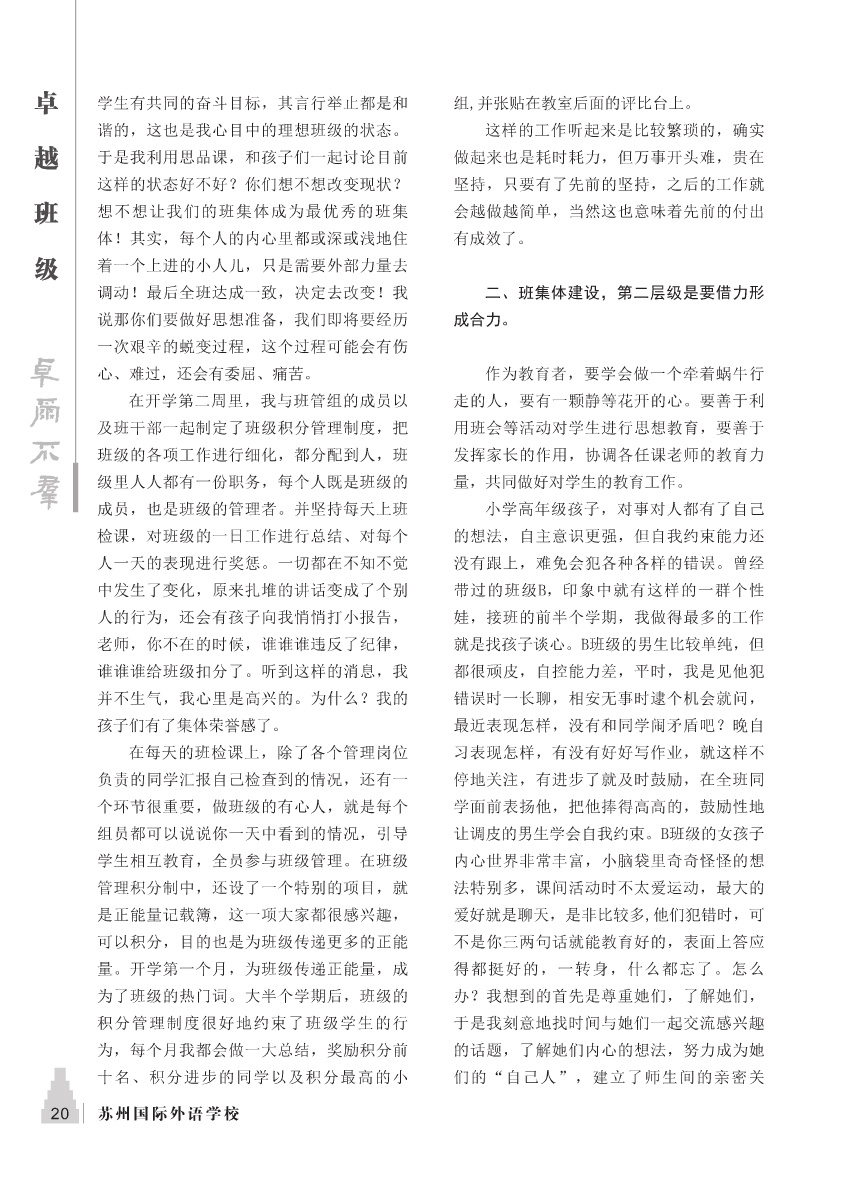 卓越班级
卓尔不群
学生有共同的奋斗目标，其言行举止都是和
谐的，这也是我心目中的理想班级的状态。
于是我利用思品课，和孩子们一起讨论目前
这样的状态好不好？你们想不想改变现状？
想不想让我们的班集体成为最优秀的班集
体！其实，每个人的内心里都或深或浅地住
着一个上进的小人儿，只是需要外部力量去
调动！最后全班达成一致，决定去改变！我
说那你们要做好思想准备，我们即将要经历
一次艰辛的蜕变过程，这个过程可能会有伤
心、难过，还会有委屈、痛苦。
在开学第二周里，我与班管组的成员以
及班干部一起制定了班级积分管理制度，把
班级的各项工作进行细化，都分配到人，班
级里人人都有一份职务，每个人既是班级的
成员，也是班级的管理者。并坚持每天上班
检课，对班级的一日工作进行总结、对每个
人一天的表现进行奖惩。一切都在不知不觉
中发生了变化，原来扎堆的讲话变成了个别
人的行为，还会有孩子向我悄悄打小报告，
老师，你不在的时候，谁谁谁违反了纪律，
谁谁谁给班级扣分了。听到这样的消息，我
并不生气，我心里是高兴的。为什么？我的
孩子们有了集体荣誉感了。
在每天的班检课上，除了各个管理岗位
负责的同学汇报自己检查到的情况，还有一
个环节很重要，做班级的有心人，就是每个
组员都可以说说你一天中看到的情况，引导
学生相互教育，全员参与班级管理。在班级
管理积分制中，还设了一个特别的项目，就
是正能量记载簿，这一项大家都很感兴趣，
可以积分，目的也是为班级传递更多的正能
量。开学第一个月，为班级传递正能量，成
为了班级的热门词。大半个学期后，班级的
积分管理制度很好地约束了班级学生的行
为，每个月我都会做一大总结，奖励积分前
十名、积分进步的同学以及积分最高的小
组,并张贴在教室后面的评比台上。
这样的工作听起来是比较繁琐的，确实
做起来也是耗时耗力，但万事开头难，贵在
坚持，只要有了先前的坚持，之后的工作就
会越做越简单，当然这也意味着先前的付出
有成效了。
二、班集体建设，第二层级是要借力形
成合力。
作为教育者，要学会做一个牵着蜗牛行
走的人，要有一颗静等花开的心。要善于利
用班会等活动对学生进行思想教育，要善于
发挥家长的作用，协调各任课老师的教育力
量，共同做好对学生的教育工作。
小学高年级孩子，对事对人都有了自己
的想法，自主意识更强，但自我约束能力还
没有跟上，难免会犯各种各样的错误。曾经
带过的班级B，印象中就有这样的一群个性
娃，接班的前半个学期，我做得最多的工作
就是找孩子谈心。B班级的男生比较单纯，但
都很顽皮，自控能力差，平时，我是见他犯
错误时一长聊，相安无事时逮个机会就问，
最近表现怎样，没有和同学闹矛盾吧？晚自
习表现怎样，有没有好好写作业，就这样不
停地关注，有进步了就及时鼓励，在全班同
学面前表扬他，把他捧得高高的，鼓励性地
让调皮的男生学会自我约束。B班级的女孩子
内心世界非常丰富，小脑袋里奇奇怪怪的想
法特别多，课间活动时不太爱运动，最大的
爱好就是聊天，是非比较多,他们犯错时，可
不是你三两句话就能教育好的，表面上答应
得都挺好的，一转身，什么都忘了。怎么
办？我想到的首先是尊重她们，了解她们，
于是我刻意地找时间与她们一起交流感兴趣
的话题，了解她们内心的想法，努力成为她
们的“自己人”，建立了师生间的亲密关
20 苏州国际外语学校